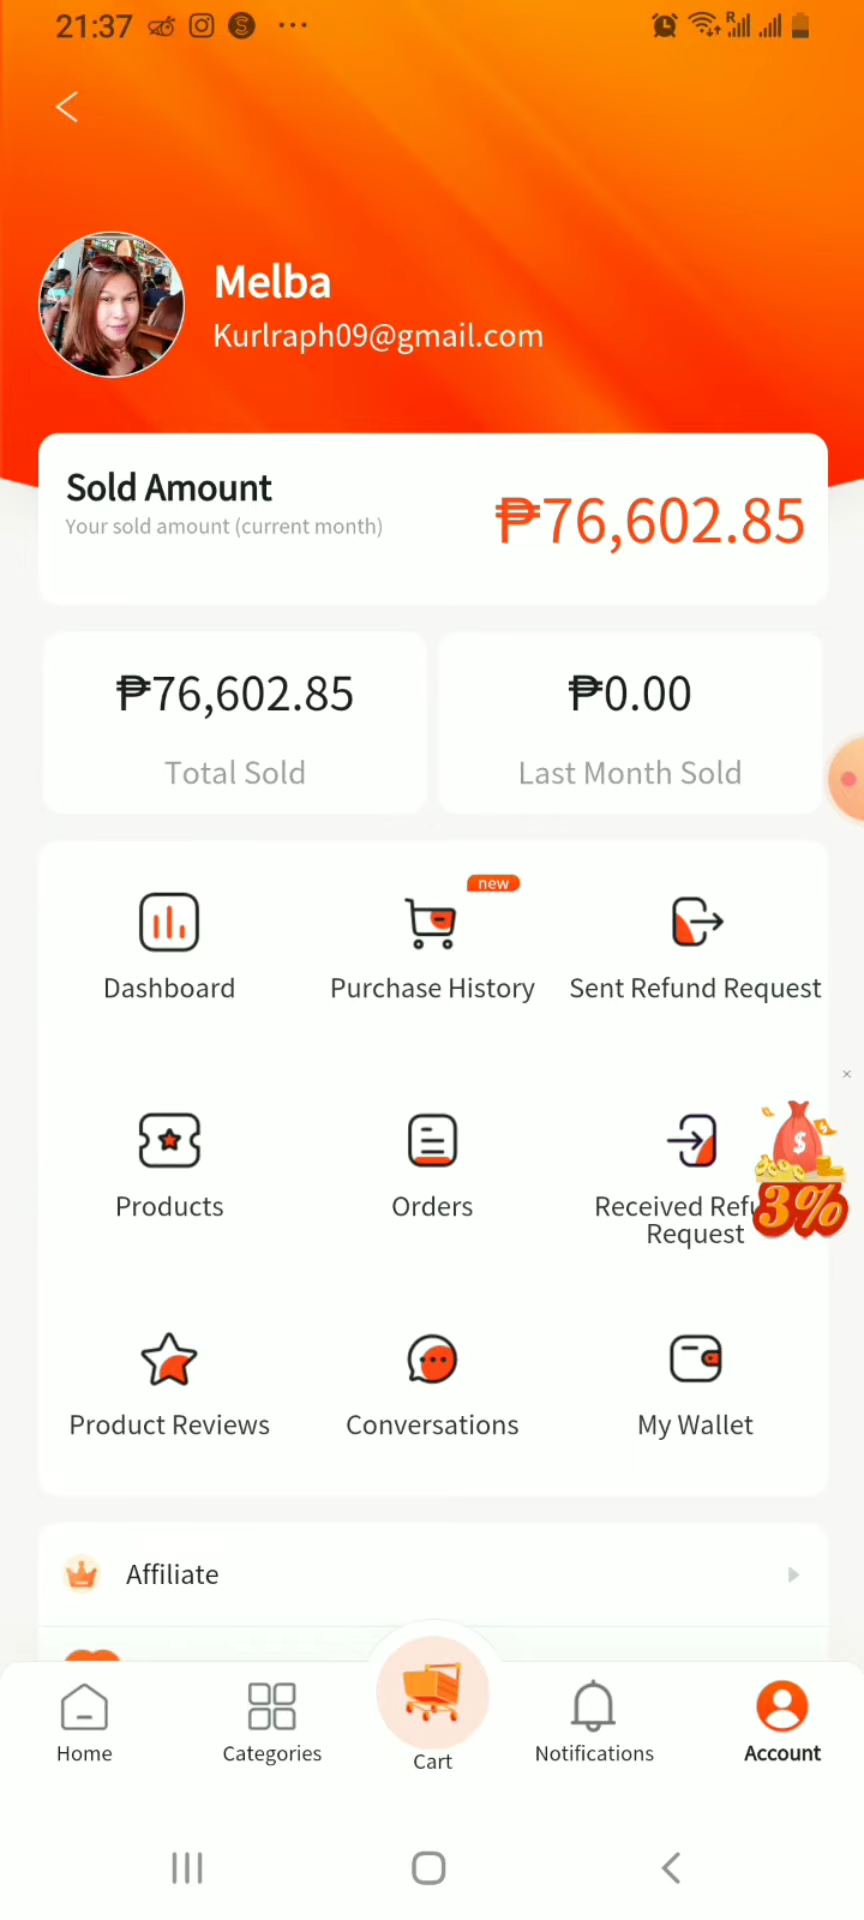 21:37
Melba
Kurlraph09@gmail.com
Sold Amount
Your sold amount (current month)
₱76,602.85
₱76,602.85
₱0.00
Total Sold
Last Month Sold
new
Dashboard
Purchase History
Sent Refund Request
Products
Orders
Received Refu
Request
$
3%
Product Reviews
Conversations
My Wallet
Affiliate
Home
Categories
Cart
Notifications
Account